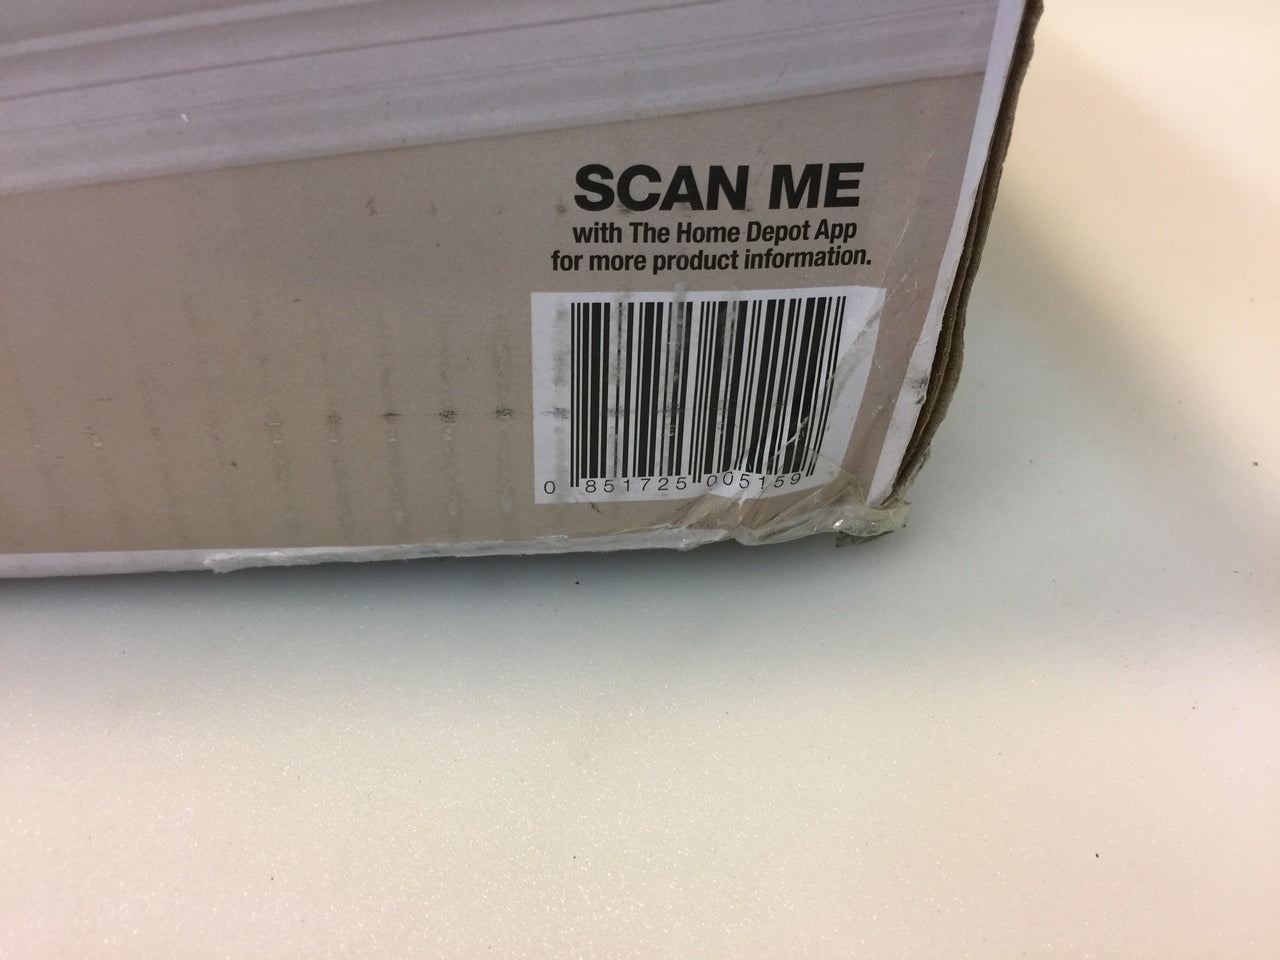 SCAN ME
with The Home Depot App
for more product information.
0 851725 005159